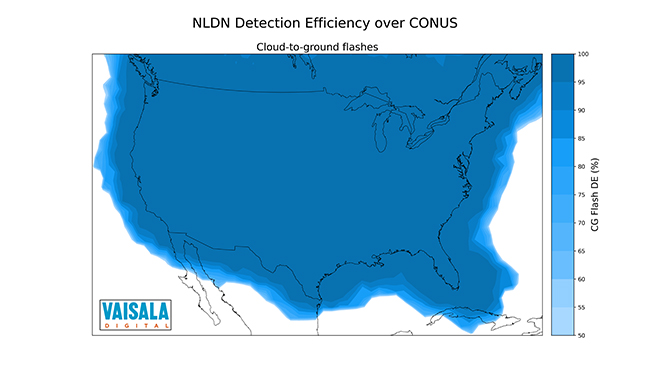 NLDN Detection Efficiency over CONUS
Cloud-to-ground flashes
100
95
90
85
80
75
70
65
60
55
50
CG Flash DE (%)
VAISALA
DIGITAL